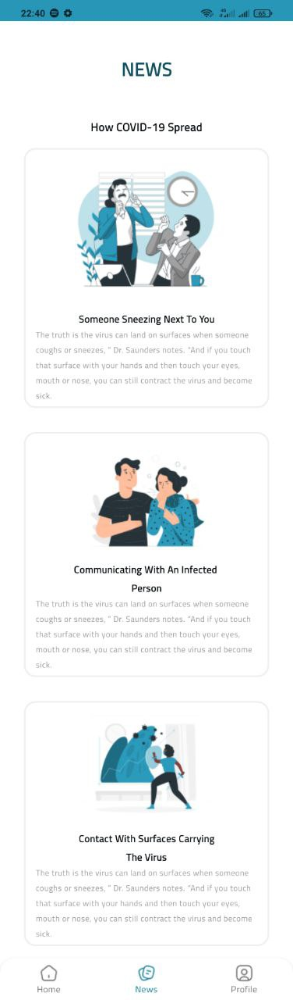 22:40
4G
65
NEWS
How COVID-19 Spread
Someone Sneezing Next To You
The truth is the virus can land on surfaces when someone
coughs or sneezes, " Dr. Saunders notes. "And if you touch
that surface with your hands and then touch your eyes,
mouth or nose, you can still contract the virus and become
sick.
Communicating With An Infected
Person
The truth is the virus can land on surfaces when someone
coughs or sneezes, " Dr. Saunders notes. "And if you touch
that surface with your hands and then touch your eyes,
mouth or nose, you can still contract the virus and become
sick.
Contact With Surfaces Carrying
The Virus
The truth is the virus can land on surfaces when someone
coughs or sneezes, " Dr. Saunders notes. "And if you touch
that surface with your hands and then touch your eyes,
mouth or nose, you can still contract the virus and become
sick.
Home
News
Profile